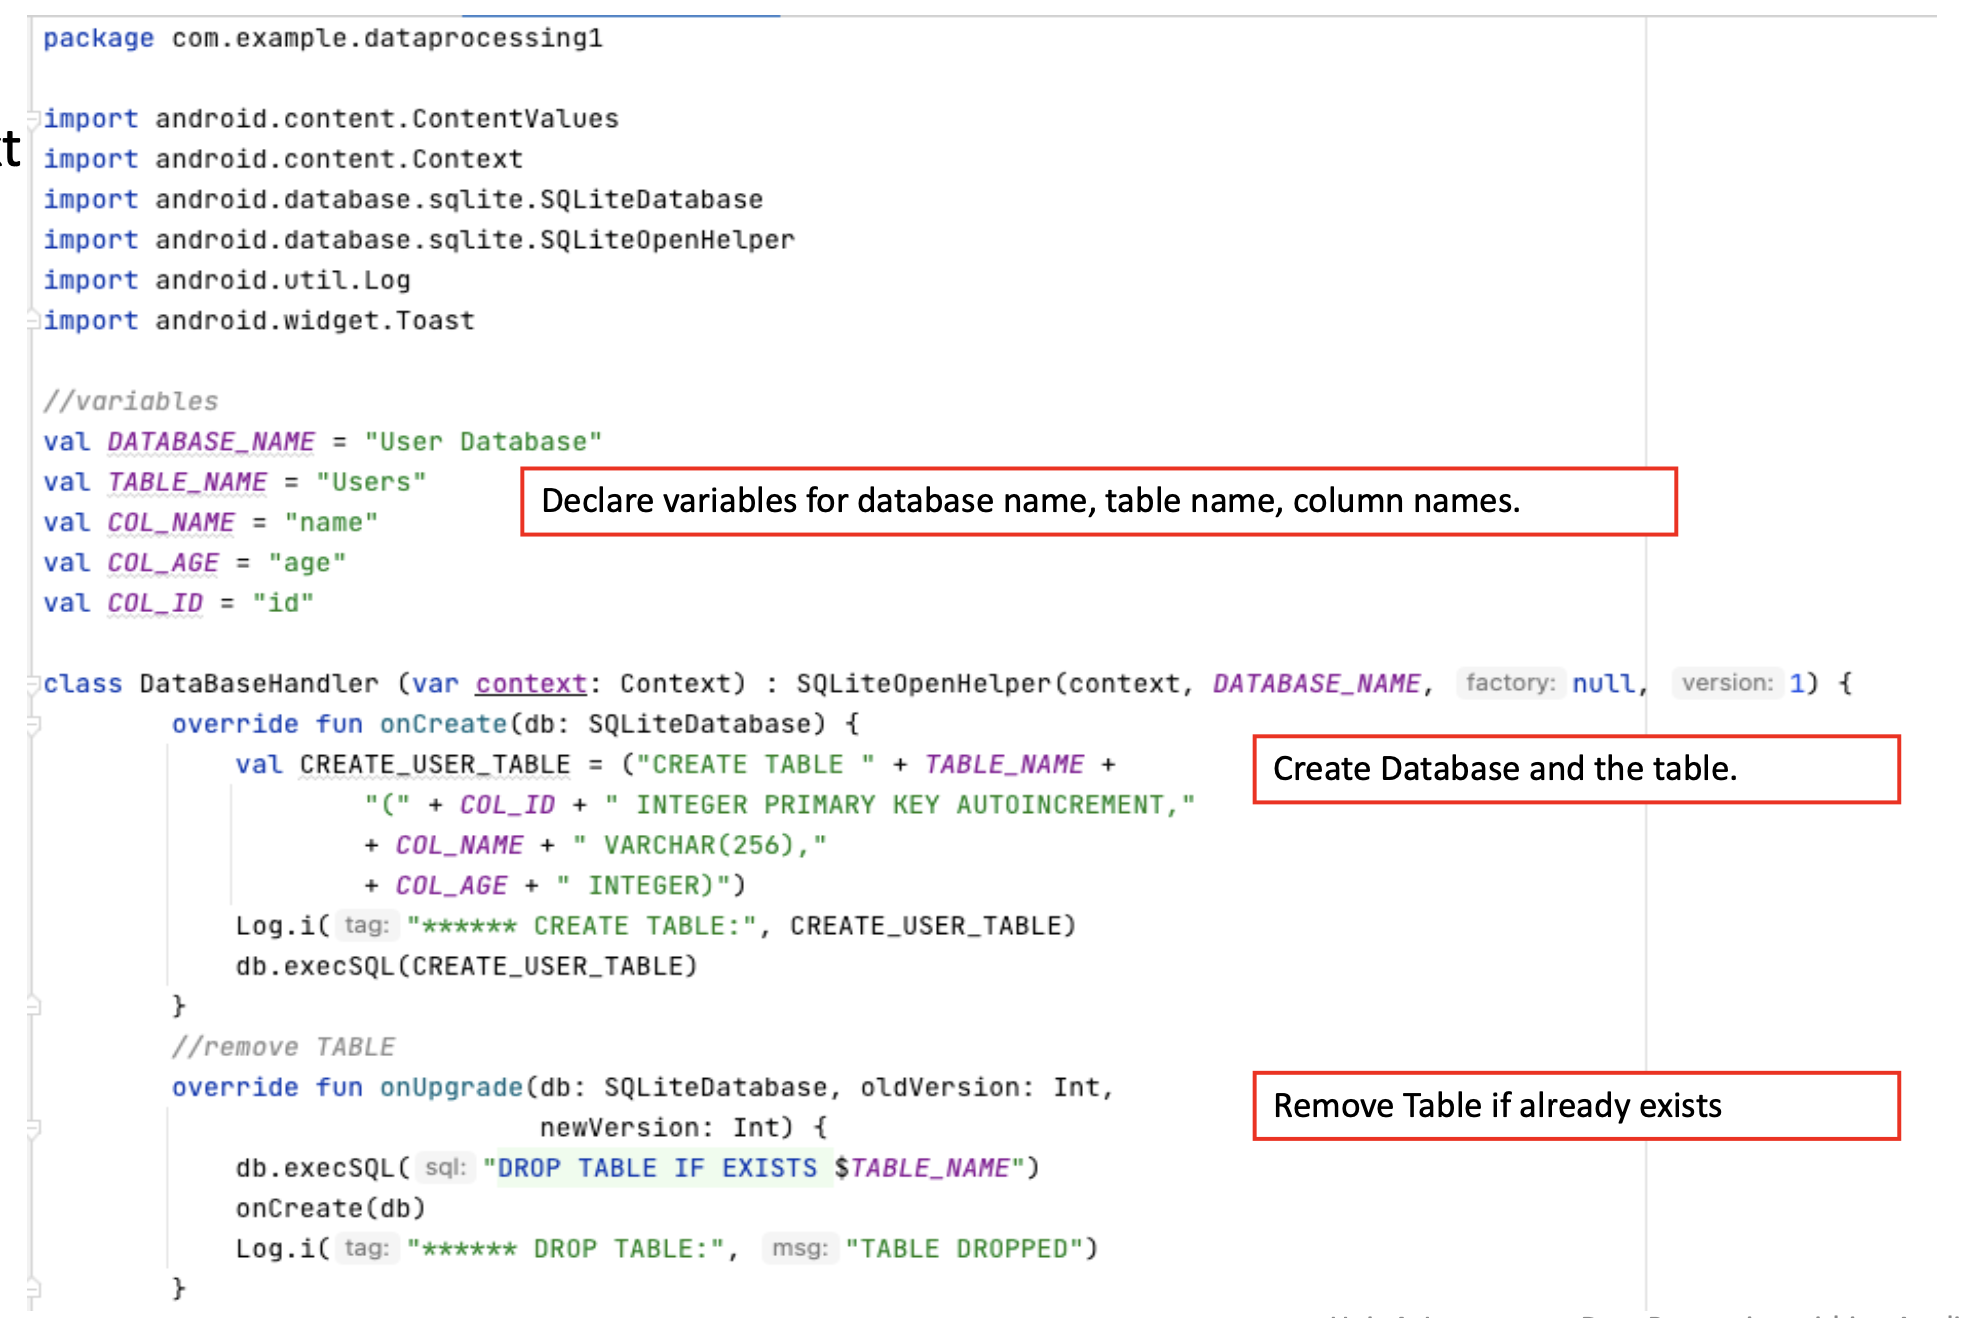 package com.example.dataprocessing1
import android.content.ContentValues
import android.content.Context
import android.database.sqlite.SQLiteDatabase
import android.database.sqlite.SQLiteOpenHelper
import android.util.Log
import android.widget.Toast
//variables
val DATABASE_NAME = "User Database"
val TABLE_NAME = "Users"
Declare variables for database name, table name, column names.
val COL_NAME = "name"
val COL_AGE = "age"
val COL_ID = "id"
class DataBaseHandler (var context: Context) : SQLiteOpenHelper(context, DATABASE_NAME, factory: null, version: 1) {
override fun onCreate(db: SQLiteDatabase) {
val CREATE_USER_TABLE = ("CREATE TABLE " + TABLE_NAME +
Create Database and the table.
"(" + COL_ID + " INTEGER PRIMARY KEY AUTOINCREMENT,"
+ COL_NAME + " VARCHAR(256),"
+ COL_AGE + " INTEGER)")
Log.i( tag: "****** CREATE TABLE:", CREATE_USER_TABLE)
db.execSQL(CREATE_USER_TABLE)
}
//remove TABLE
override fun onUpgrade(db: SQLiteDatabase, oldVersion: Int,
Remove Table if already exists
newVersion: Int) {
db.execSQL( sql: "DROP TABLE IF EXISTS $TABLE_NAME")
onCreate(db)
Log.i( tag: "****** DROP TABLE:", msg: "TABLE DROPPED")
}